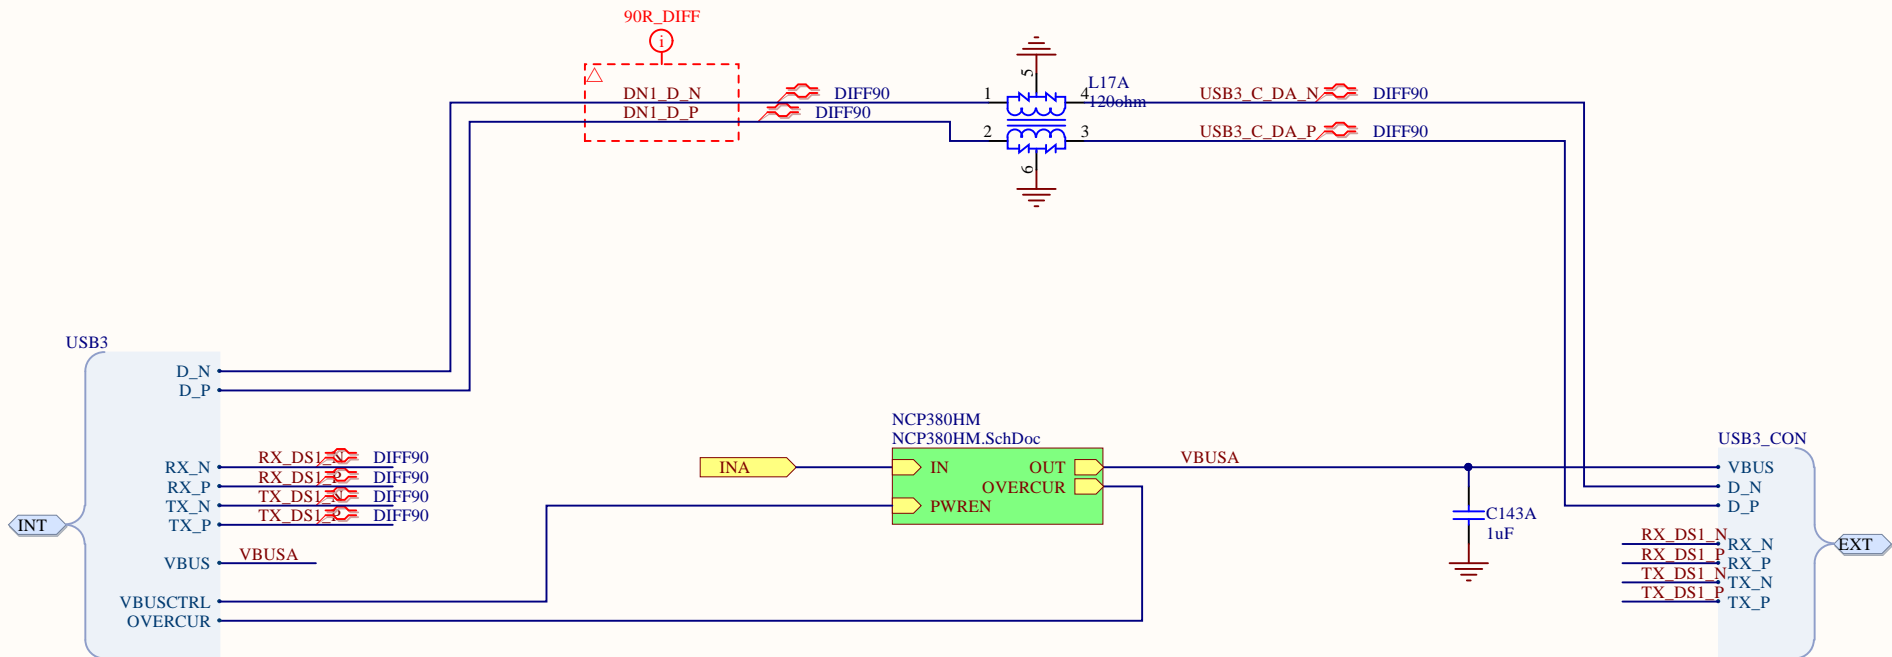 90R_DIFF
i
DN1_D_N DIFF90
DN1_D_P DIFF90
1
2
5
6
4
3
L17A
120ohm
USB3_C_DA_N DIFF90
USB3_C_DA_P DIFF90
USB3
D_N
D_P
RX_N RX_DS1_N DIFF90
RX_P RX_DS1_P DIFF90
TX_N TX_DS1_N DIFF90
TX_P TX_DS1_P DIFF90
INT
VBUS VBUSA
VBUSCTRL
OVERCUR
INA
NCP380HM
NCP380HM.SchDoc
IN OUT
OVERCUR
PWREN
VBUSA
C143A
1uF
USB3_CON
VBUS
D_N
D_P
RX_DS1_N RX_N
RX_DS1_P RX_P
TX_DS1_N TX_N
TX_DS1_P TX_P
EXT